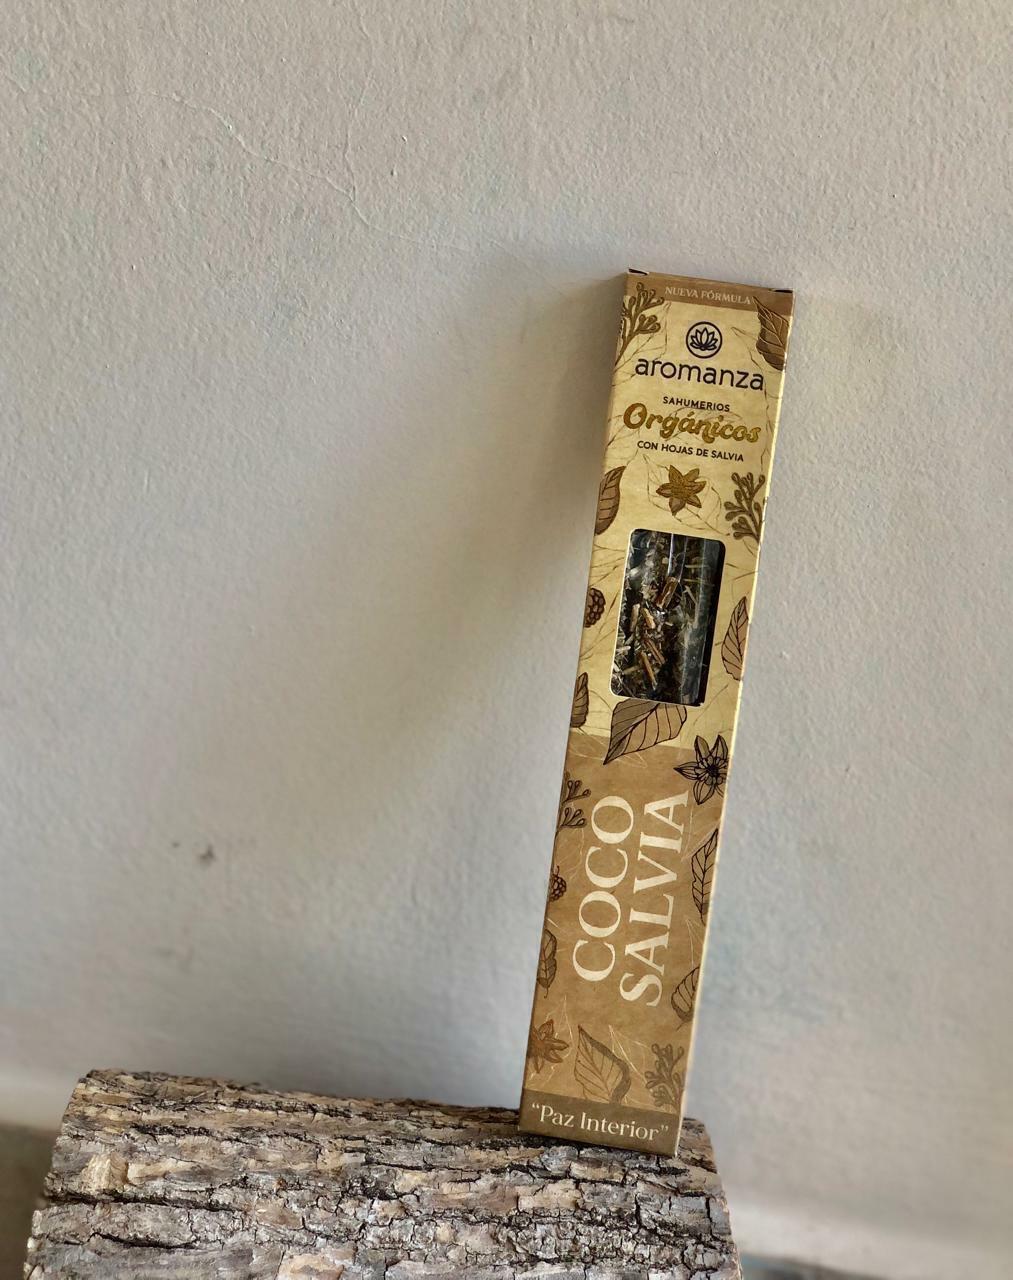 NUEVA FÓRMULA
aromanza
SAHUMERIOS
Orgánicos
CON HOJAS DE SALVIA
COCO
SALVIA
“Paz Interior”